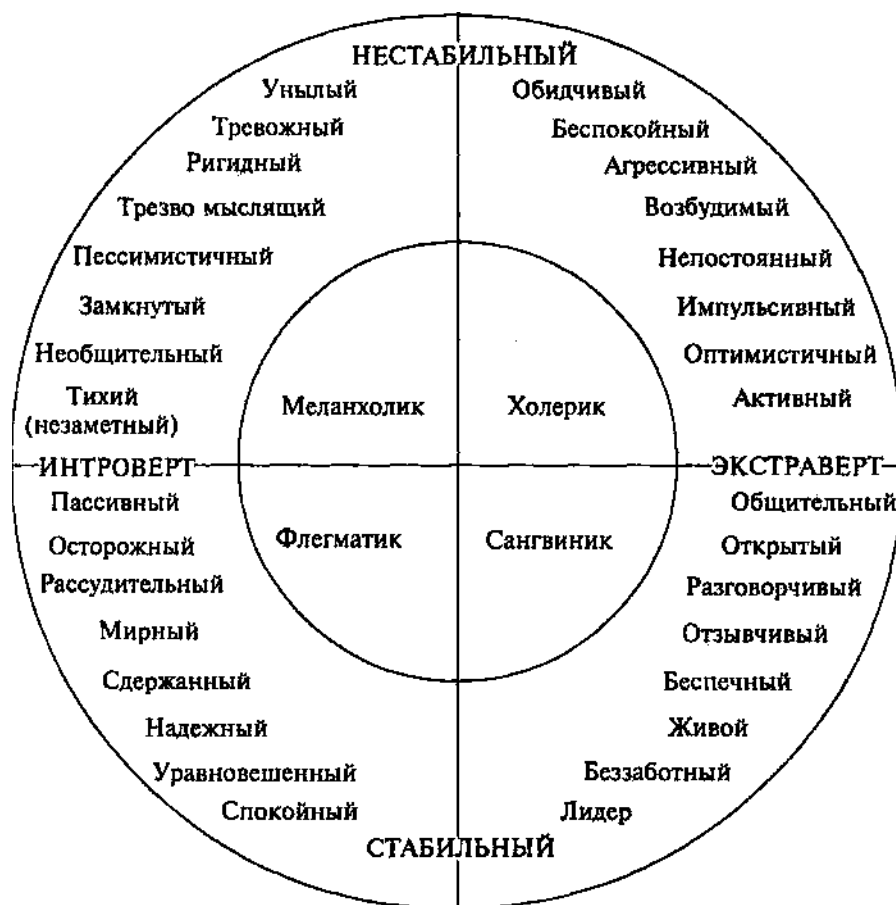 НЕСТАБИЛЬНЫЙ
Унылый
Тревожный
Ригидный
Трезво мыслящий
Пессимистичный
Замкнутый
Необщительный
Тихий
(незаметный)
Обидчивый
Беспокойный
Агрессивный
Возбудимый
Непостоянный
Импульсивный
Оптимистичный
Активный
Меланхолик
Холерик
ИНТРОВЕРТ
ЭКСТРАВЕРТ
Флегматик
Сангвиник
Пассивный
Осторожный
Рассудительный
Мирный
Сдержанный
Надежный
Уравновешенный
Спокойный
Общительный
Открытый
Разговорчивый
Отзывчивый
Беспечный
Живой
Беззаботный
Лидер
СТАБИЛЬНЫЙ